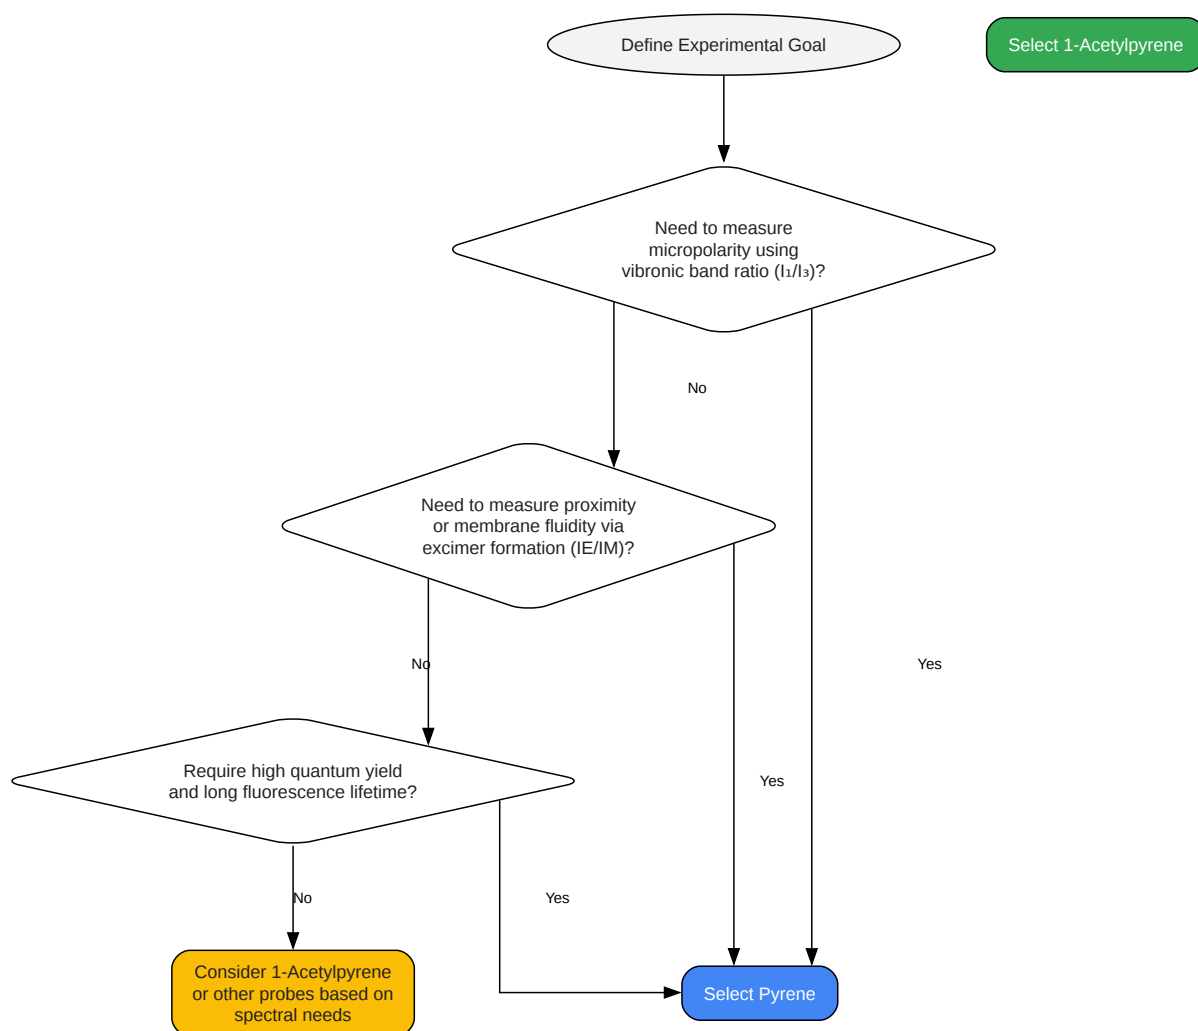 Define Experimental Goal
Select 1-Acetylpyrene
Need to measure
micropolarity using
vibronic band ratio (I₁/I₃)?
No
Need to measure proximity
or membrane fluidity via
excimer formation (IE/IM)?
No
Yes
Require high quantum yield
and long fluorescence lifetime?
Yes
No
Yes
Consider 1-Acetylpyrene
or other probes based on
spectral needs
Select Pyrene